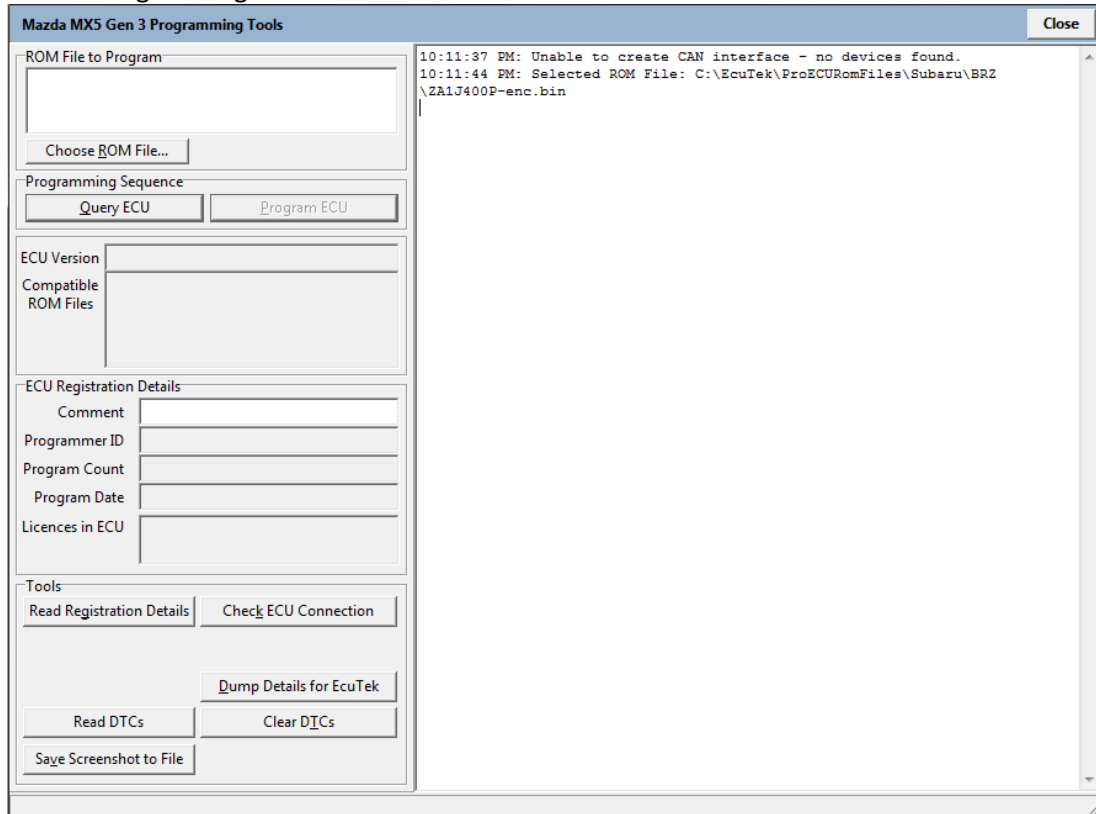 Mazda MX5 Gen 3 Programming Tools
Close
ROM File to Program
Choose ROM File...
Programming Sequence
Query ECU
Program ECU
ECU Version
Compatible
ROM Files
ECU Registration Details
Comment
Programmer ID
Program Count
Program Date
Licences in ECU
Tools
Read Registration Details
Check ECU Connection
Dump Details for EcuTek
Read DTCs
Clear DTCs
Save Screenshot to File
10:11:37 PM: Unable to create CAN interface - no devices found.
10:11:44 PM: Selected ROM File: C:\EcuTek\ProECURomFiles\Subaru\BRZ
\ZA1J400P-enc.bin